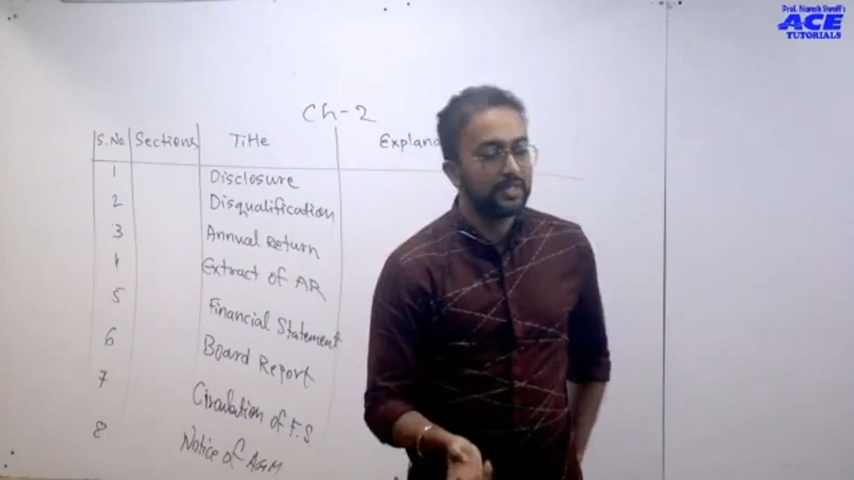 Prof. Naresh Shroff's
ACE
TUTORIALS
Ch-2
S.No. Sections Title Explana
1 Disclosure
2 Disqualification
3 Annual Return
4 Extract of AR
5 Financial Statement
6 Board Report
7 Circulation of F.S
8 Notice of AGM